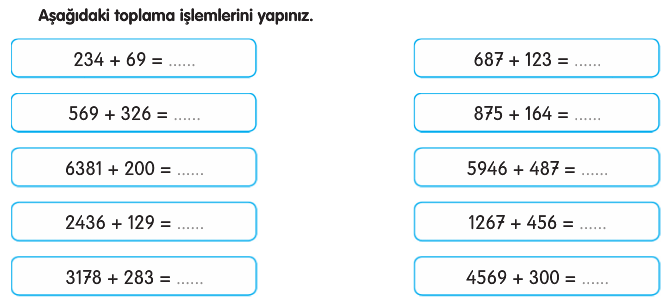 Aşağıdaki toplama işlemlerini yapınız.
234 + 69 = ......
687 + 123 = ......
569 + 326 = ......
875 + 164 = ......
6381 + 200 = ......
5946 + 487 = ......
2436 + 129 = ......
1267 + 456 = ......
3178 + 283 = ......
4569 + 300 = ......